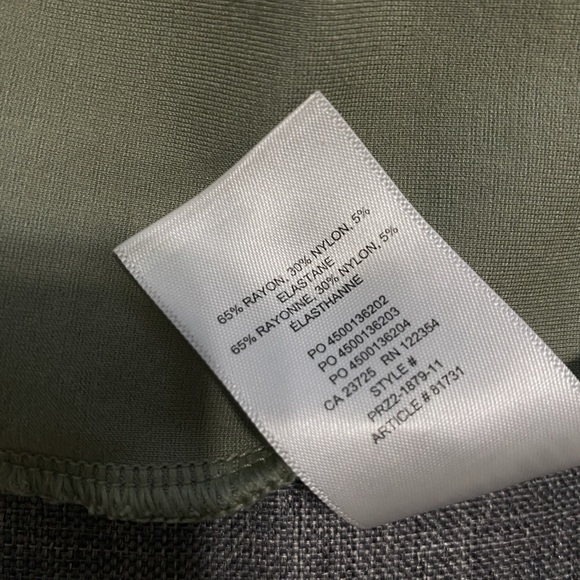 65% RAYON, 30% NYLON, 5%
ELASTANE
65% RAYONNE, 30% NYLON, 5%
ÉLASTHANNE
PO 4500136202
PO 4500136203
PO 4500136204
CA 23725 RN 122354
STYLE #
PRZ2-1879-11
ARTICLE # 81731